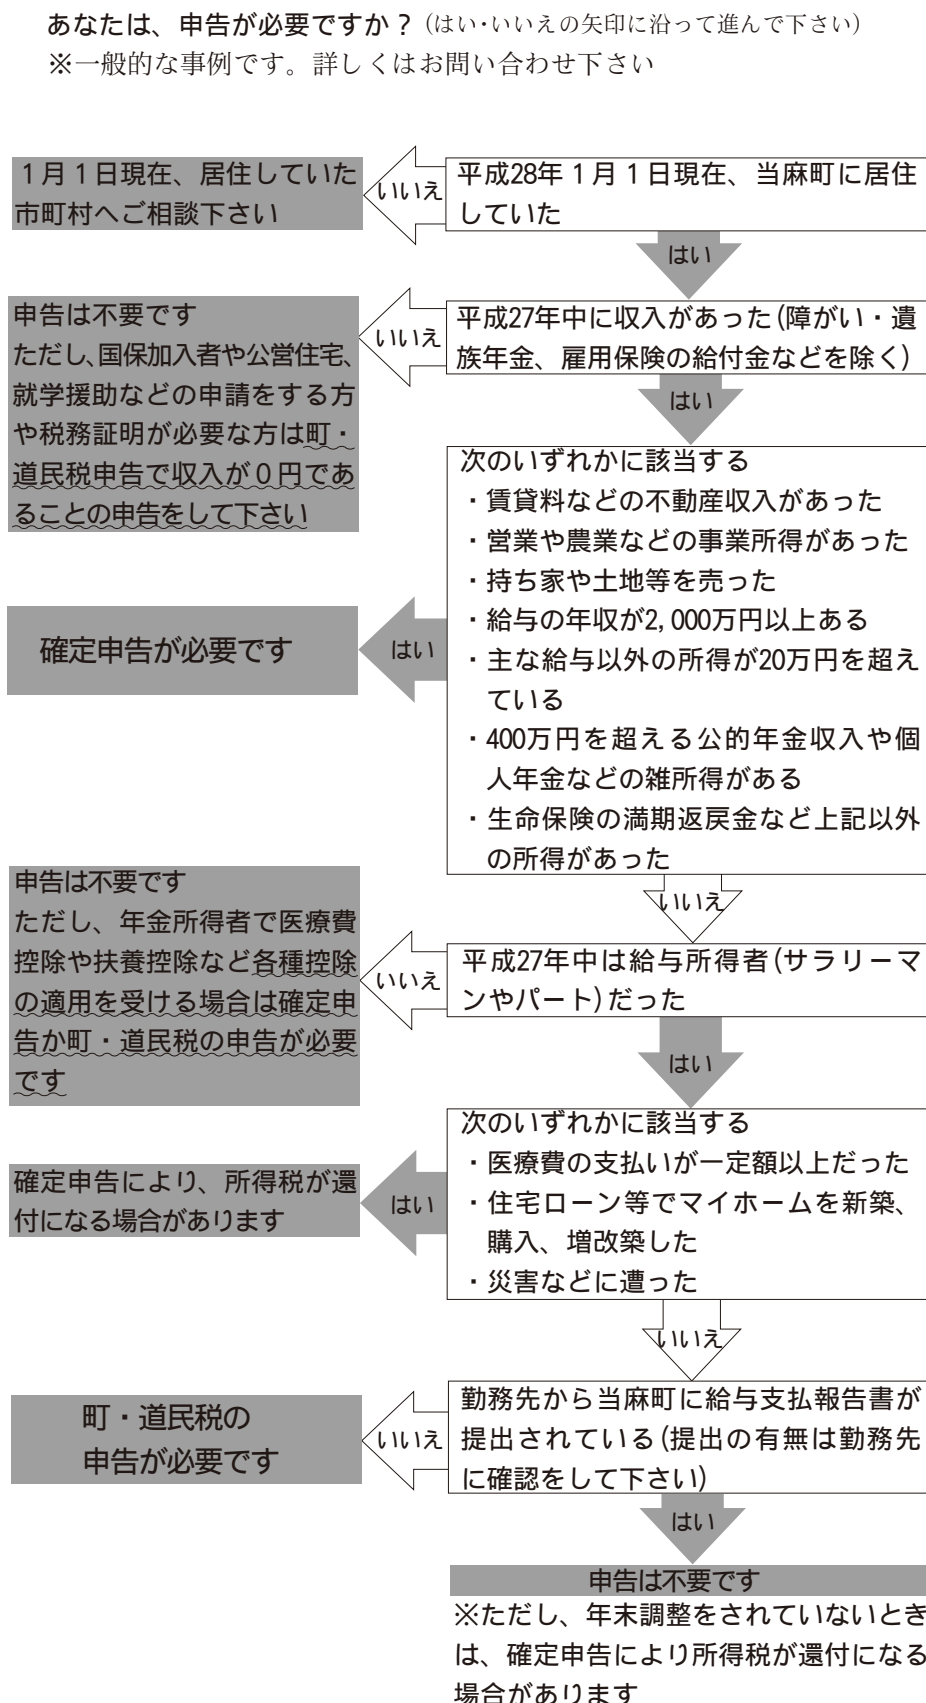 あなたは、申告が必要ですか？(はい・いいえの矢印に沿って進んで下さい)
※一般的な事例です。詳しくはお問い合わせ下さい
平成28年１月１日現在、当麻町に居住
していた
いいえ
１月１日現在、居住していた
市町村へご相談下さい
はい
平成27年中に収入があった(障がい・遺
族年金、雇用保険の給付金などを除く)
いいえ
申告は不要です
ただし、国保加入者や公営住宅、
就学援助などの申請をする方
や税務証明が必要な方は町・
道民税申告で収入が０円であ
ることの申告をして下さい
はい
次のいずれかに該当する
・賃貸料などの不動産収入があった
・営業や農業などの事業所得があった
・持ち家や土地等を売った
・給与の年収が2,000万円以上ある
・主な給与以外の所得が20万円を超え
ている
・400万円を超える公的年金収入や個
人年金などの雑所得がある
・生命保険の満期返戻金など上記以外
の所得があった
はい
確定申告が必要です
いいえ
平成27年中は給与所得者(サラリーマ
ンやパート)だった
いいえ
申告は不要です
ただし、年金所得者で医療費
控除や扶養控除など各種控除
の適用を受ける場合は確定申
告か町・道民税の申告が必要
です
はい
次のいずれかに該当する
・医療費の支払いが一定額以上だった
・住宅ローン等でマイホームを新築、
購入、増改築した
・災害などに遭った
はい
確定申告により、所得税が還
付になる場合があります
いいえ
勤務先から当麻町に給与支払報告書が
提出されている(提出の有無は勤務先
に確認をして下さい)
いいえ
町・道民税の
申告が必要です
はい
申告は不要です
※ただし、年末調整をされていないとき
は、確定申告により所得税が還付になる
場合があります